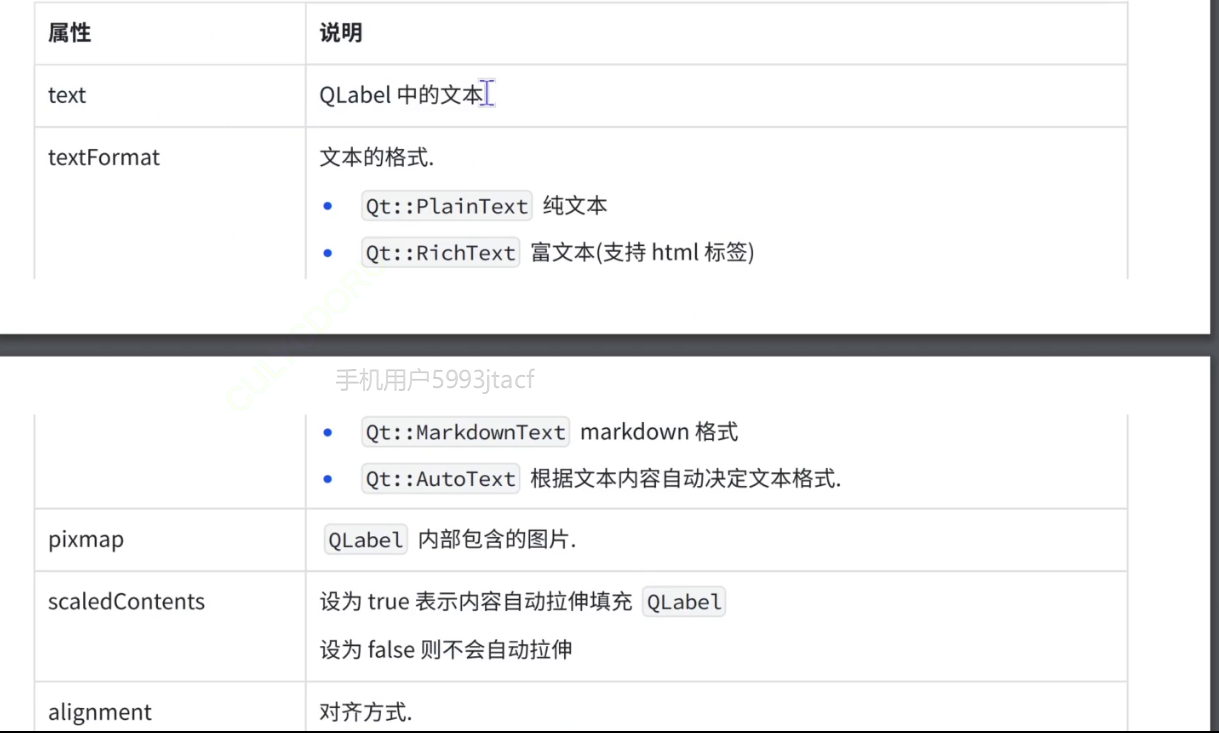 属性 说明
text QLabel 中的文本
textFormat 文本的格式.
Qt::PlainText 纯文本
Qt::RichText 富文本(支持 html 标签)
手机用户5993jtacf
Qt::MarkdownText markdown 格式
Qt::AutoText 根据文本内容自动决定文本格式.
pixmap QLabel 内部包含的图片.
scaledContents 设为 true 表示内容自动拉伸填充 QLabel
设为 false 则不会自动拉伸
alignment 对齐方式.